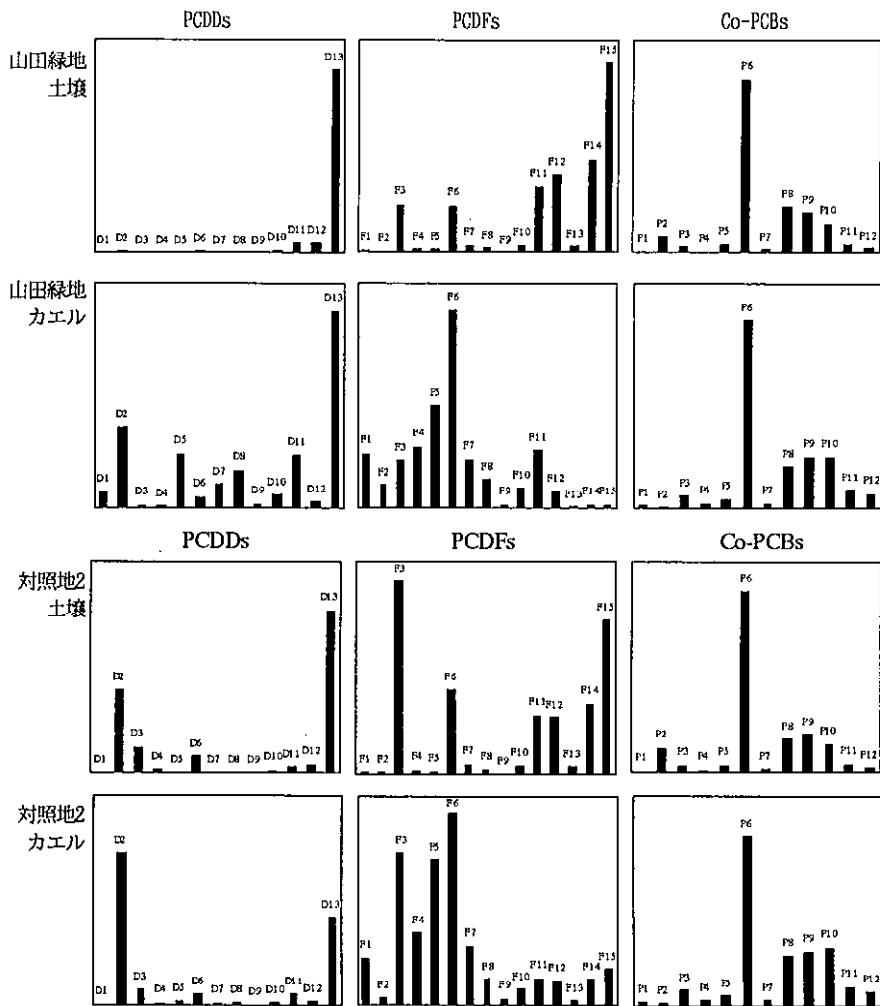 PCDDs PCDFs Co-PCBs
山田緑地
土壌
D1 D2 D3 D4 D5 D6 D7 D8 D9 D10 D11 D12 D13
F1 F2 F3 F4 F5 F6 F7 F8 F9 F10 F11 F12 F13 F14 F15
P1 P2 P3 P4 P5 P6 P7 P8 P9 P10 P11 P12
山田緑地
カエル
D1 D2 D3 D4 D5 D6 D7 D8 D9 D10 D11 D12 D13
F1 F2 F3 F4 F5 F6 F7 F8 F9 F10 F11 F12 F13 F14 F15
P1 P2 P3 P4 P5 P6 P7 P8 P9 P10 P11 P12
PCDDs PCDFs Co-PCBs
対照地2
土壌
D1 D2 D3 D4 D5 D6 D7 D8 D9 D10 D11 D12 D13
F1 F2 F3 F4 F5 F6 F7 F8 F9 F10 F11 F12 F13 F14 F15
P1 P2 P3 P4 P5 P6 P7 P8 P9 P10 P11 P12
対照地2
カエル
D1 D2 D3 D4 D5 D6 D7 D8 D9 D10 D11 D12 D13
F1 F2 F3 F4 F5 F6 F7 F8 F9 F10 F11 F12 F13 F14 F15
P1 P2 P3 P4 P5 P6 P7 P8 P9 P10 P11 P12